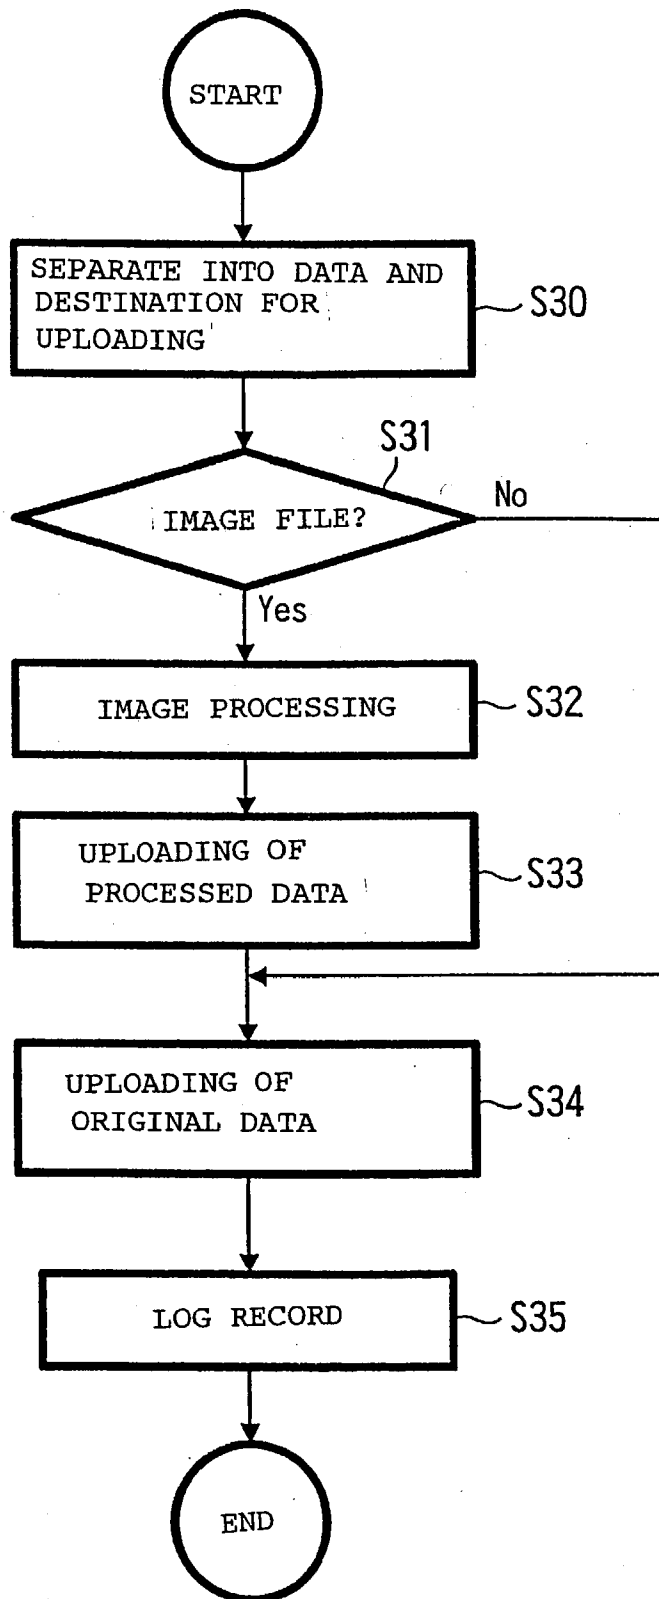 START
SEPARATE INTO DATA AND
DESTINATION FOR
UPLOADING
S30
S31
IMAGE FILE?
No
Yes
IMAGE PROCESSING
S32
UPLOADING OF
PROCESSED DATA
S33
UPLOADING OF
ORIGINAL DATA
S34
LOG RECORD
S35
END